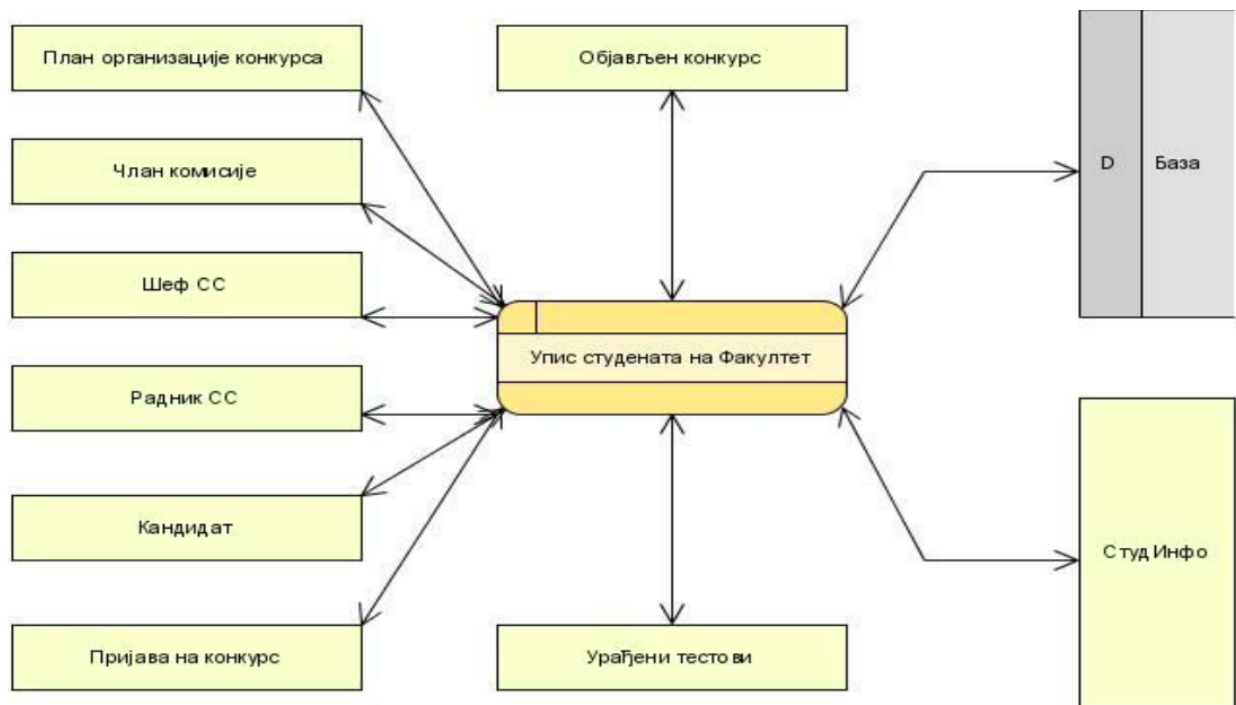 План организације конкурса
Објављен конкурс
Члан комисије
D
База
Шеф СС
Упис студената на Факултет
Радник СС
Кандидат
Студ Инфо
Пријава на конкурс
Урађени тестови